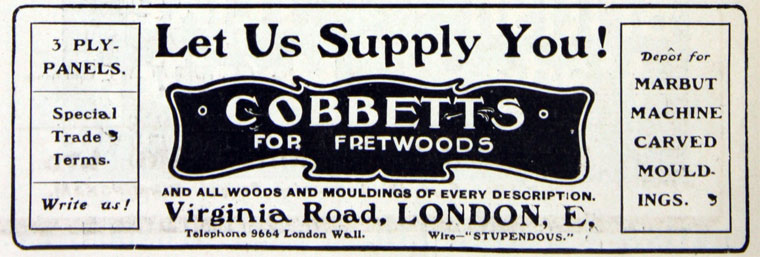 3 PLY-
PANELS.
Special
Trade
Terms.
Write us!
Let Us Supply You!
COBBETTS
FOR FRETWOODS
AND ALL WOODS AND MOULDINGS OF EVERY DESCRIPTION.
Virginia Road, LONDON, E.
Telephone 9664 London Wall. Wire—"STUPENDOUS."
Depôt for
MARBUT
MACHINE
CARVED
MOULD-
INGS.